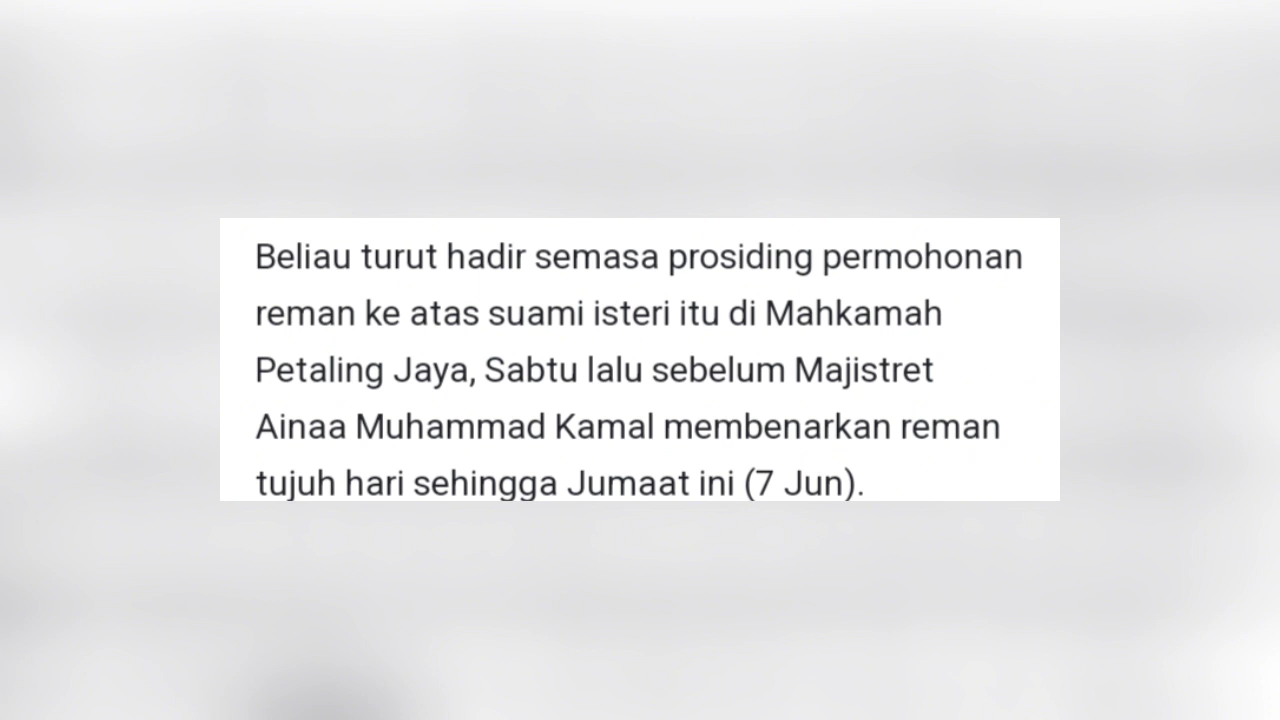 Beliau turut hadir semasa prosiding permohonan
reman ke atas suami isteri itu di Mahkamah
Petaling Jaya, Sabtu lalu sebelum Majistret
Ainaa Muhammad Kamal membenarkan reman
tujuh hari sehingga Jumaat ini (7 Jun).